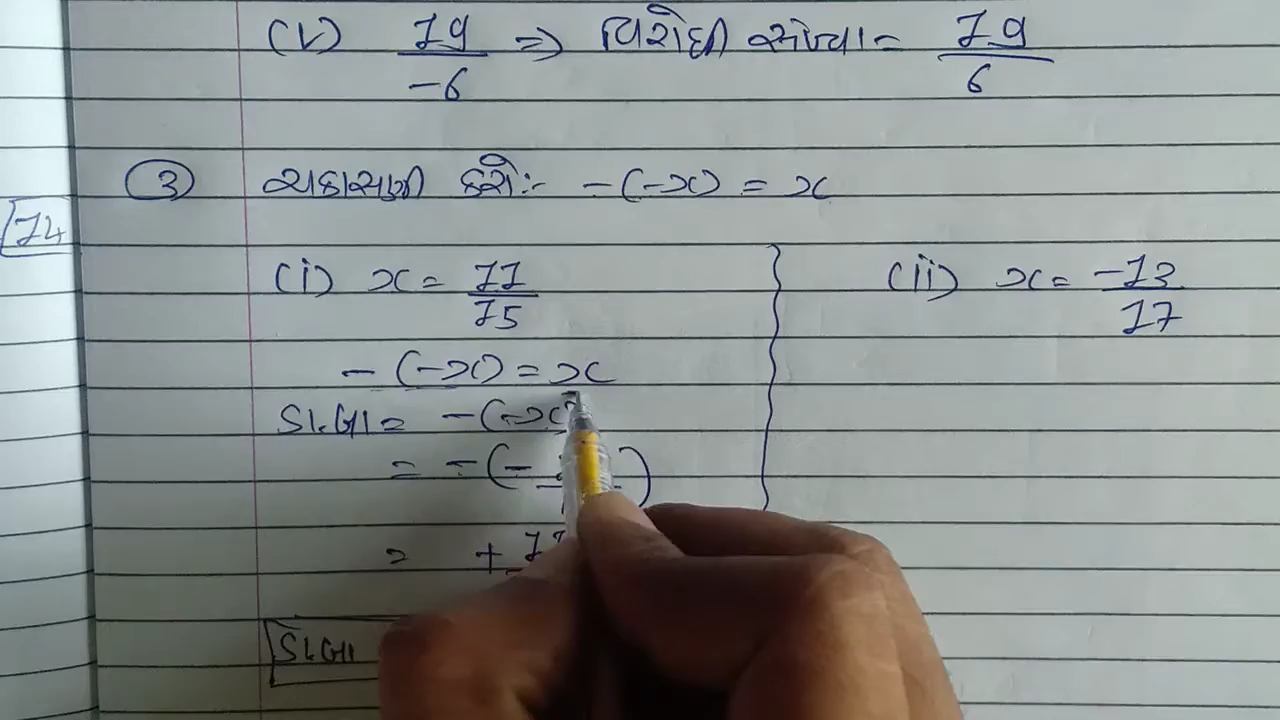 (v) 19/-6 => વિરોધી સંખ્યા = 19/6
③ ચકાસણી કરો:- -(-x) = x
14
(i) x = 11/15
-(-x) = x
ડા.બા = -(-x)
= -(-
= +
ડા.બા
(ii) x = -13/17